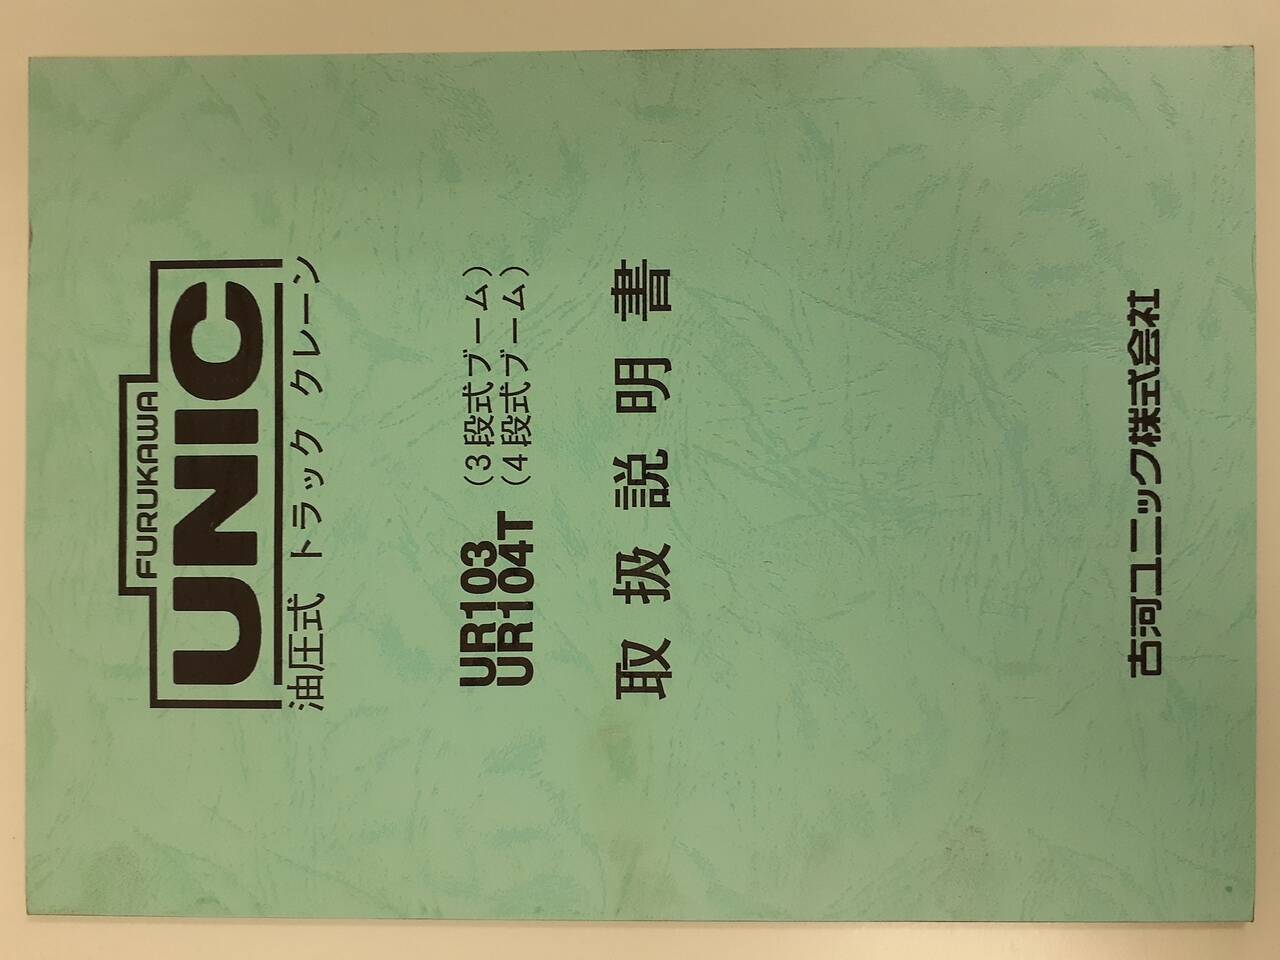 FURUKAWA
UNIC
油圧式 トラック クレーン
UR103 (3段式ブーム)
UR104T (4段式ブーム)
取扱説明書
古河ユニック株式会社